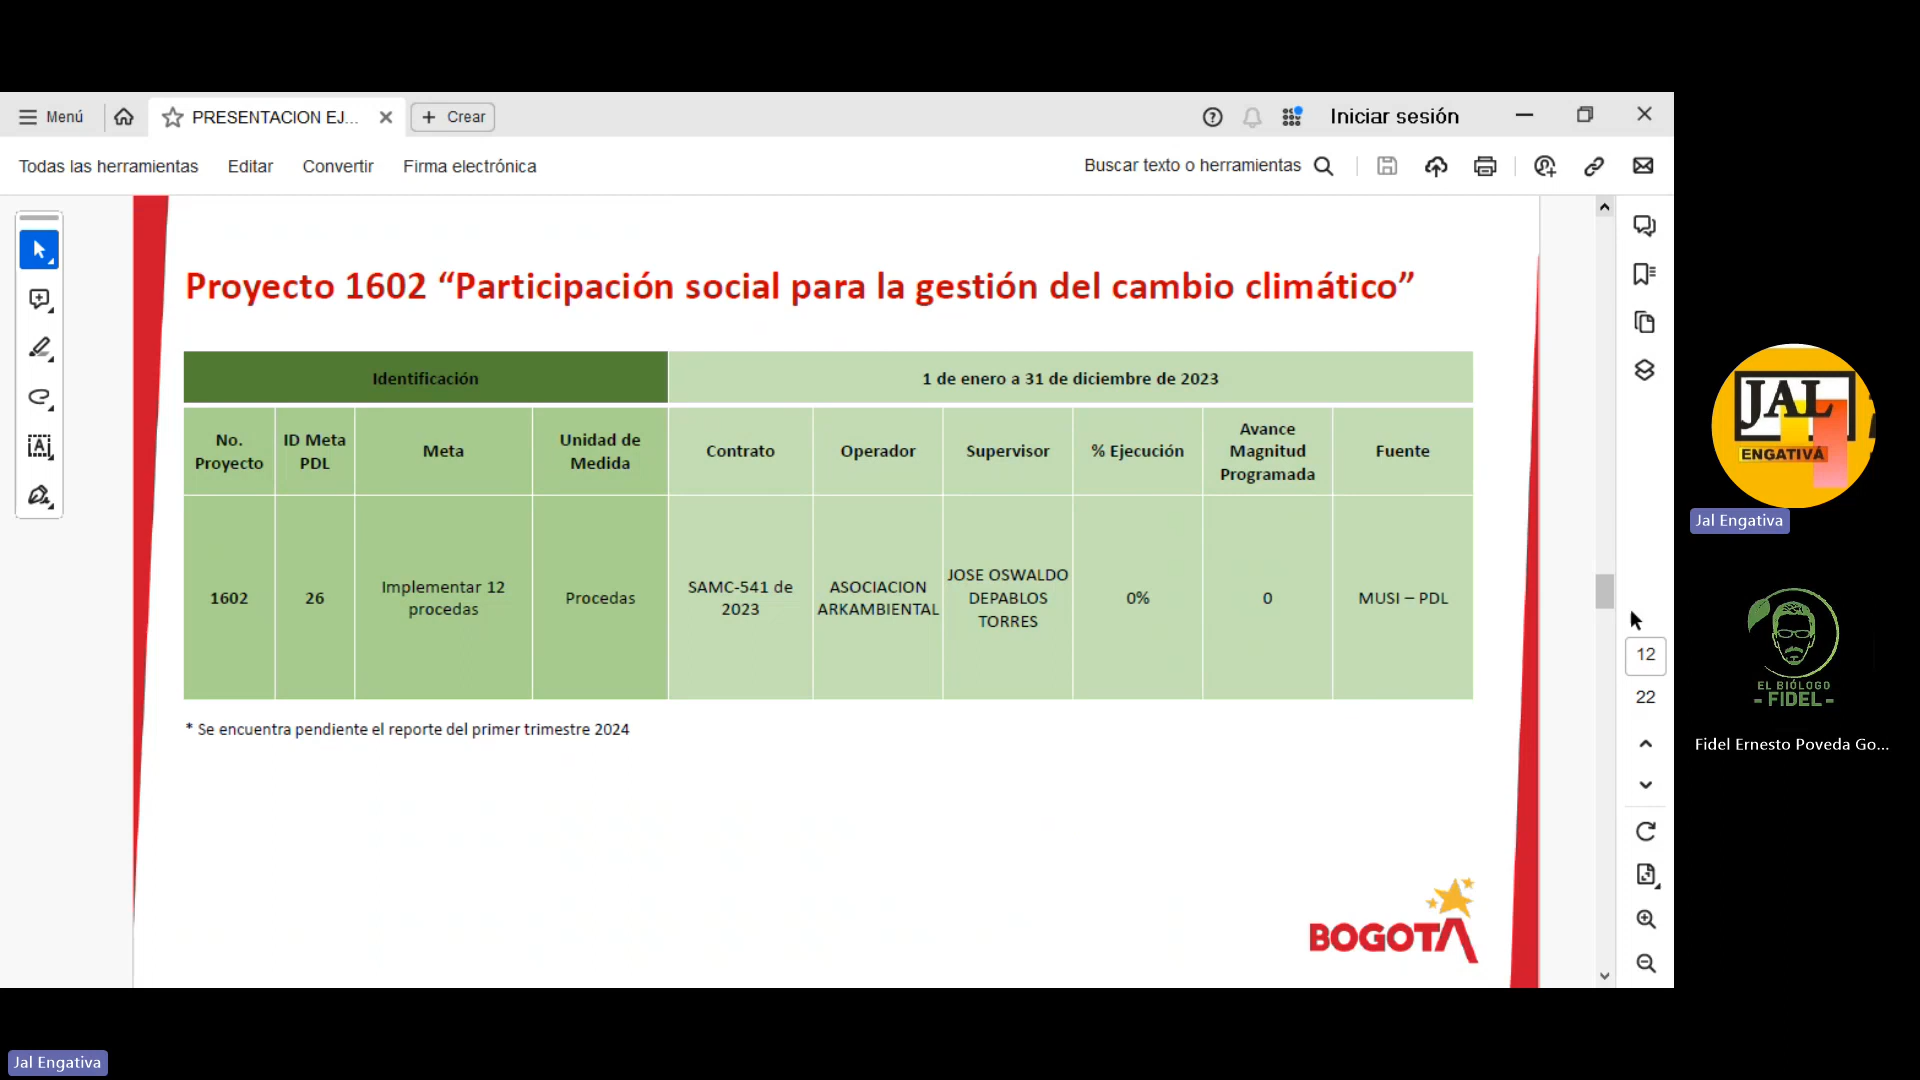 Menú
PRESENTACION EJ...
Crear
Iniciar sesión
Todas las herramientas
Editar
Convertir
Firma electrónica
Buscar texto o herramientas
Proyecto 1602 “Participación social para la gestión del cambio climático”
Identificación
1 de enero a 31 de diciembre de 2023
No.
Proyecto
ID Meta
PDL
Meta
Unidad de
Medida
Contrato
Operador
Supervisor
% Ejecución
Avance
Magnitud
Programada
Fuente
1602
26
Implementar 12
procedas
Procedas
SAMC-541 de
2023
ASOCIACION
ARKAMBIENTAL
JOSE OSWALDO
DEPABLOS
TORRES
0%
0
MUSI – PDL
* Se encuentra pendiente el reporte del primer trimestre 2024
BOGOTA
12
22
JAL
ENGATIVÁ
Jal Engativa
EL BIÓLOGO
- FIDEL -
Fidel Ernesto Poveda Go...
Jal Engativa